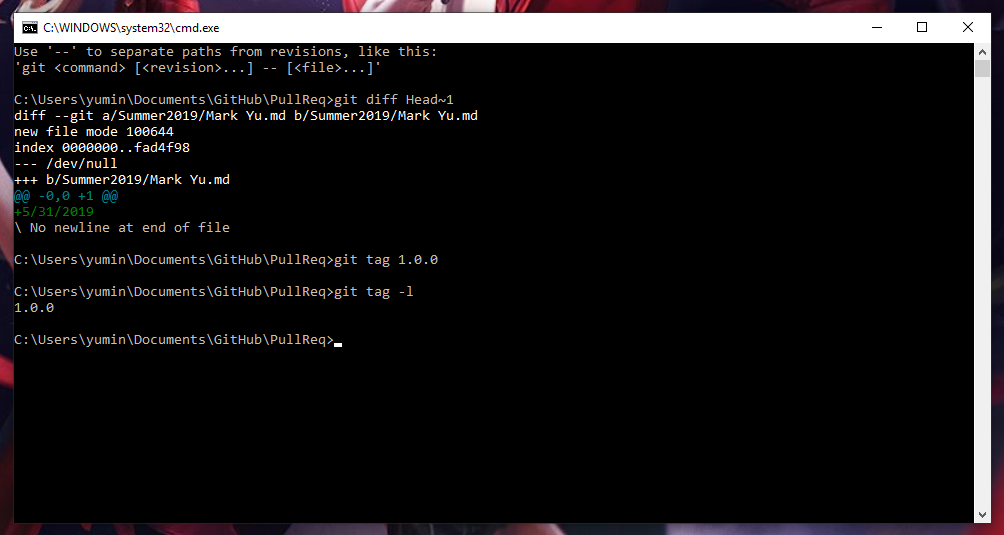 C:\WINDOWS\system32\cmd.exe
Use '--' to separate paths from revisions, like this:
'git <command> [<revision>...] -- [<file>...]'
C:\Users\yumin\Documents\GitHub\PullReq>git diff Head~1
diff --git a/Summer2019/Mark Yu.md b/Summer2019/Mark Yu.md
new file mode 100644
index 0000000..fad4f98
--- /dev/null
+++ b/Summer2019/Mark Yu.md
@@ -0,0 +1 @@
+5/31/2019
\ No newline at end of file
C:\Users\yumin\Documents\GitHub\PullReq>git tag 1.0.0
C:\Users\yumin\Documents\GitHub\PullReq>git tag -l
1.0.0
C:\Users\yumin\Documents\GitHub\PullReq>